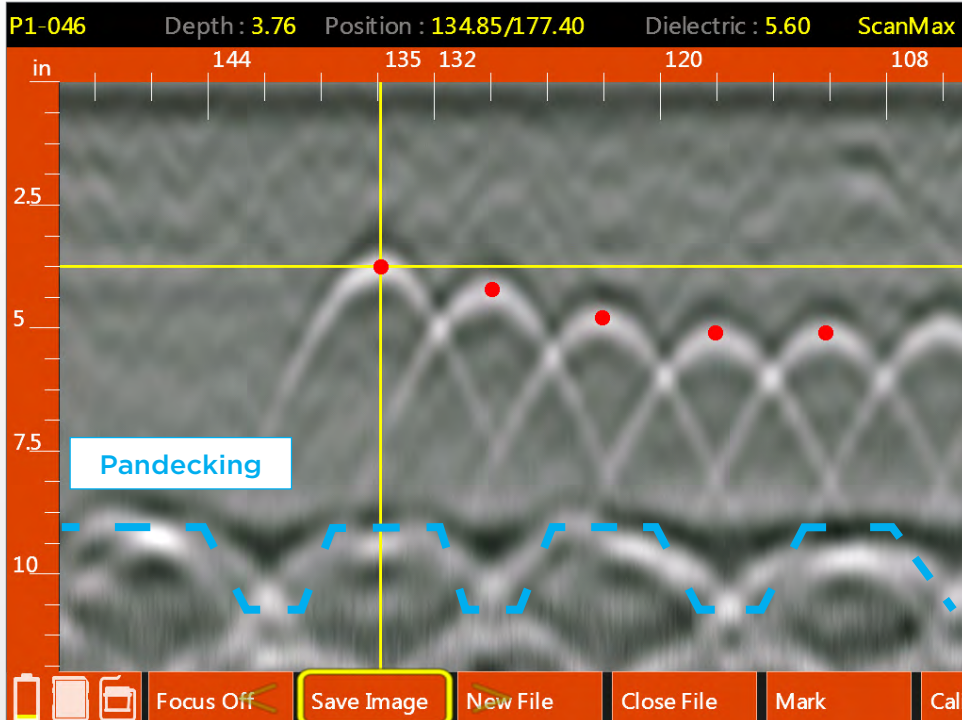 P1-046 Depth : 3.76 Position : 134.85/177.40 Dielectric : 5.60 ScanMax
in 144 135 132 120 108
2.5
5
7.5
Pandecking
10
Focus Off Save Image New File Close File Mark Cal